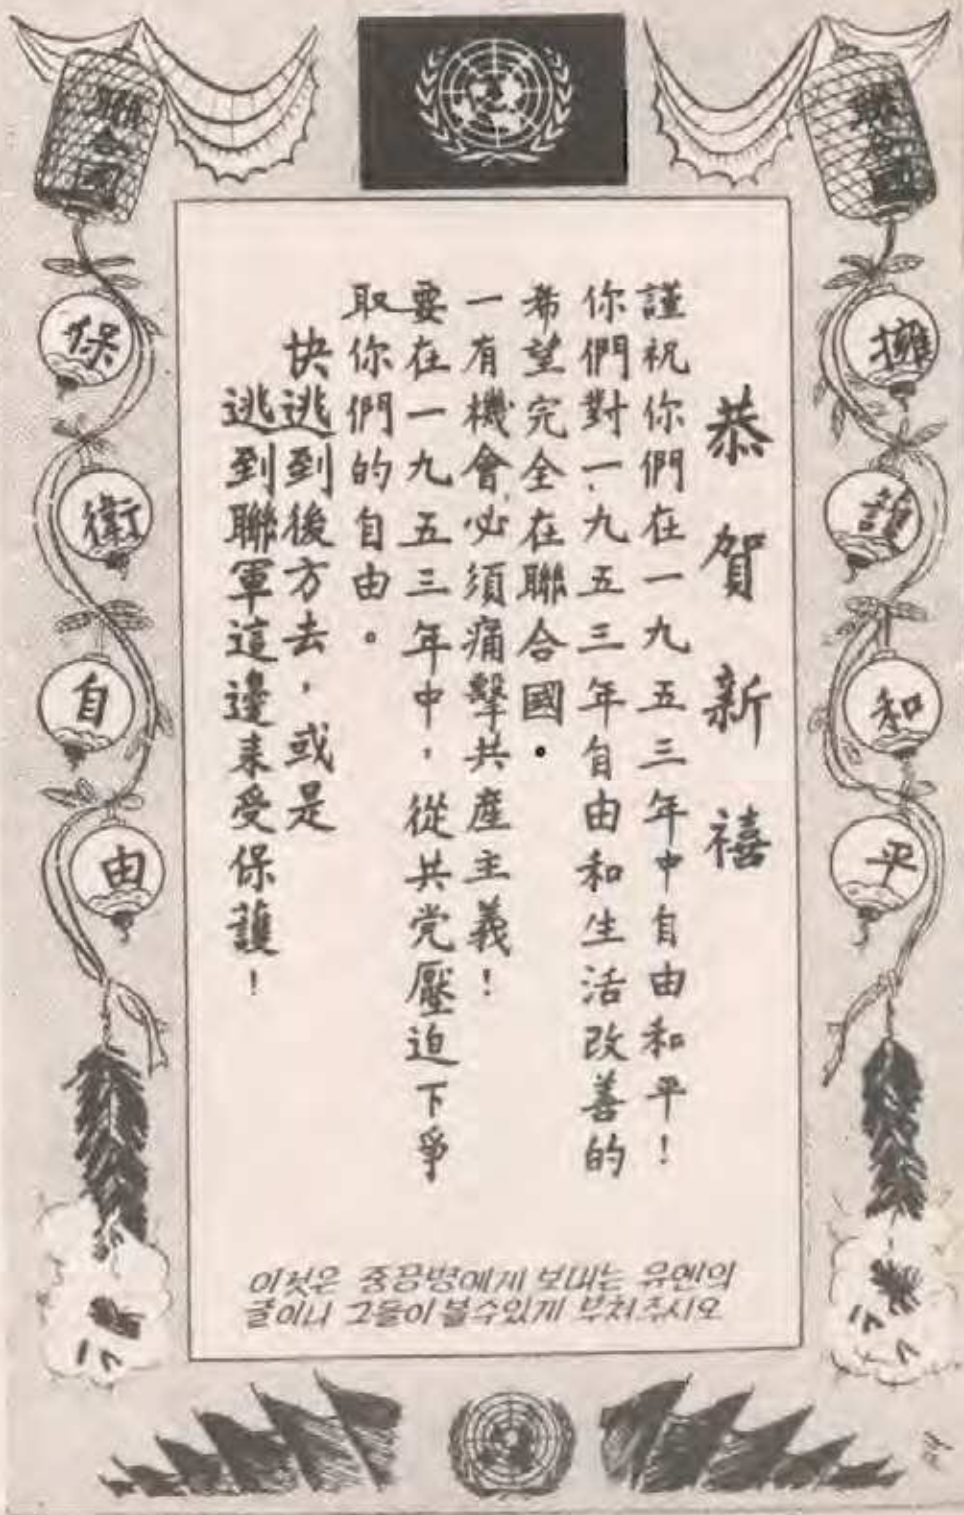 聯合國
聯合國
擁護和平
保衛自由
恭賀新禧
謹祝你們在一九五三年中自由和平！
你們對一九五三年自由和生活改善的
希望完全在聯合國．
一有機會，必須痛擊共產主義！
要在一九五三年中，從共党壓迫下爭
取你們的自由。
快逃到後方去，或是
逃到聯軍這邊来受保護！
이것은 중공병에게 보내는 유엔의
글이니 그들이 볼수있게 부처주시오